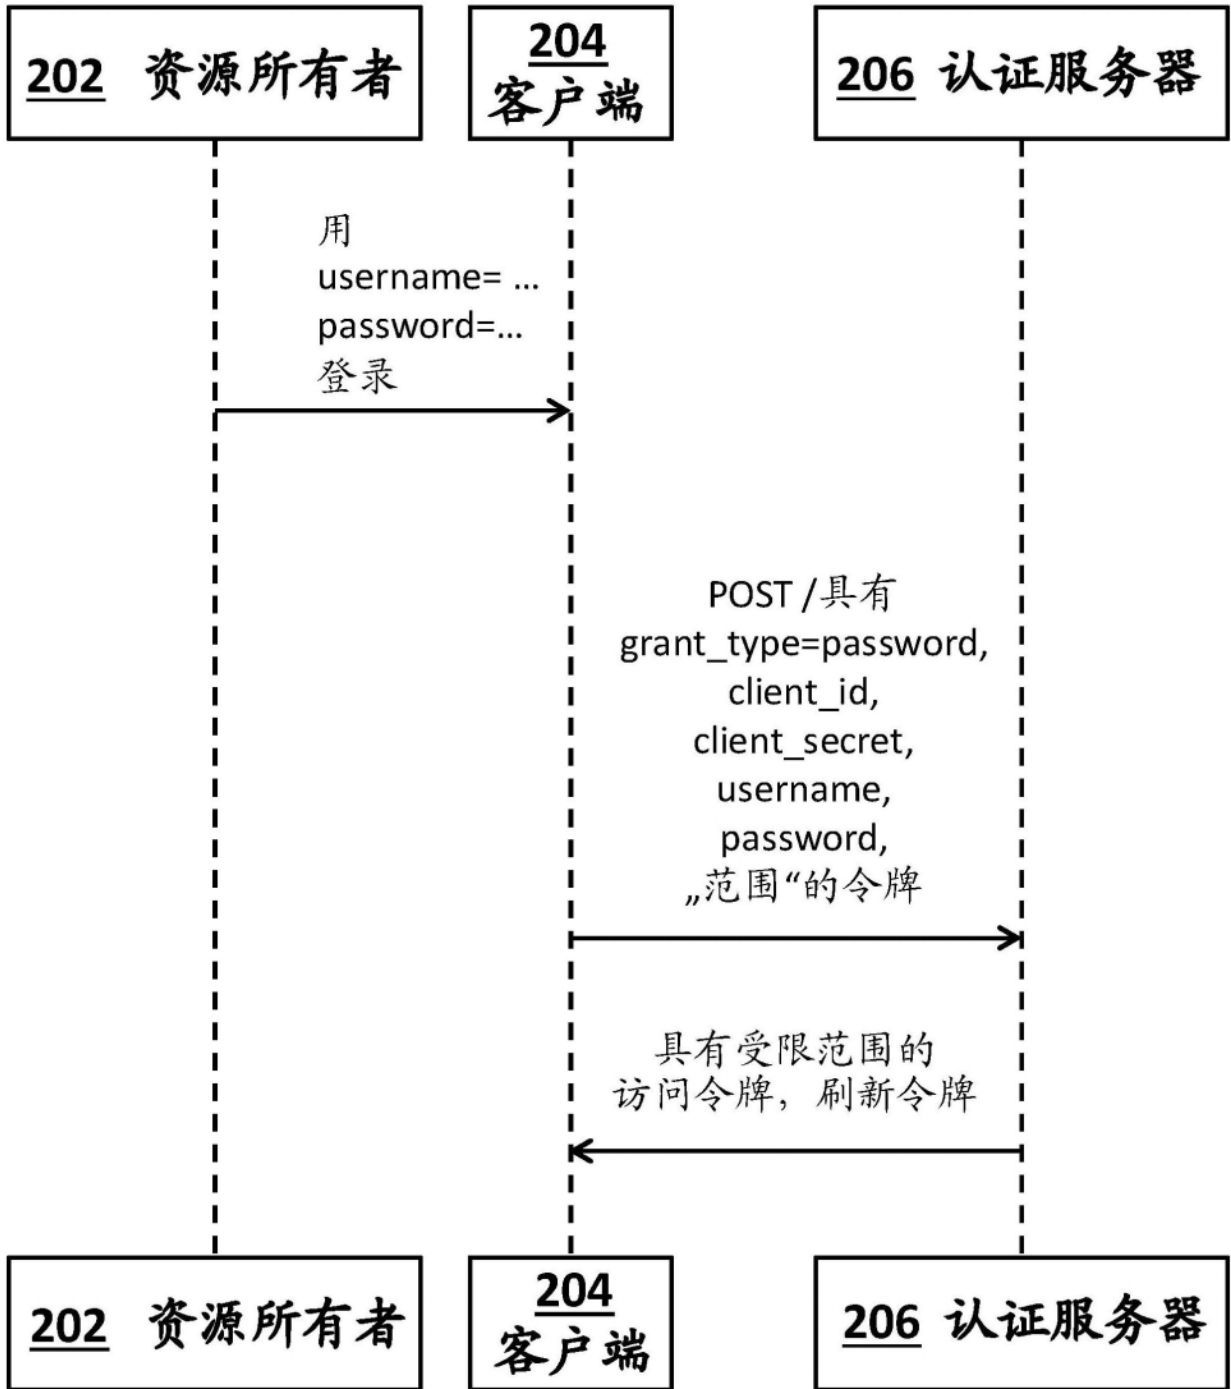 202 资源所有者
204
客户端
206 认证服务器
用
username= ...
password=...
登录
POST /具有
grant_type=password,
client_id,
client_secret,
username,
password,
„范围“的令牌
具有受限范围的
访问令牌，刷新令牌
202 资源所有者
204
客户端
206 认证服务器